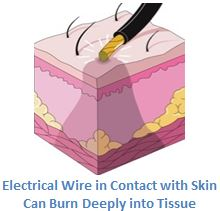 Electrical Wire in Contact with Skin
Can Burn Deeply into Tissue